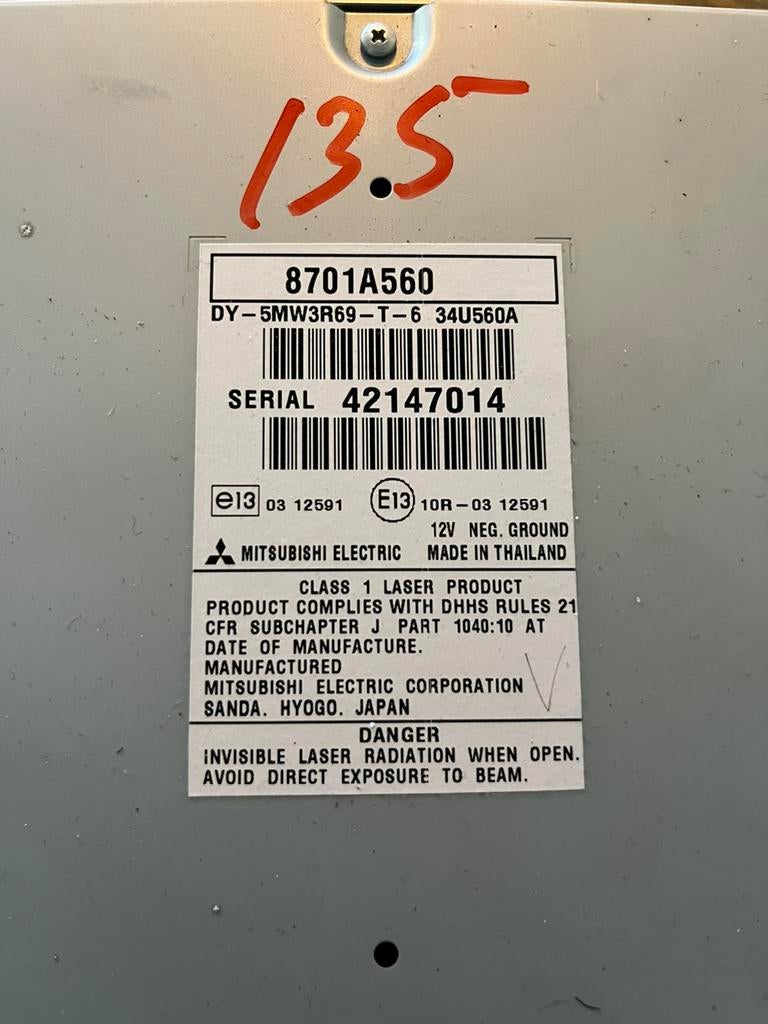 135
8701A560
DY-5MW3R69-T-6 34U560A
SERIAL 42147014
e13 03 12591 E13 10R-03 12591
12V NEG. GROUND
MITSUBISHI ELECTRIC MADE IN THAILAND
CLASS 1 LASER PRODUCT
PRODUCT COMPLIES WITH DHHS RULES 21
CFR SUBCHAPTER J PART 1040:10 AT
DATE OF MANUFACTURE.
MANUFACTURED
MITSUBISHI ELECTRIC CORPORATION
SANDA. HYOGO. JAPAN
DANGER
INVISIBLE LASER RADIATION WHEN OPEN.
AVOID DIRECT EXPOSURE TO BEAM.